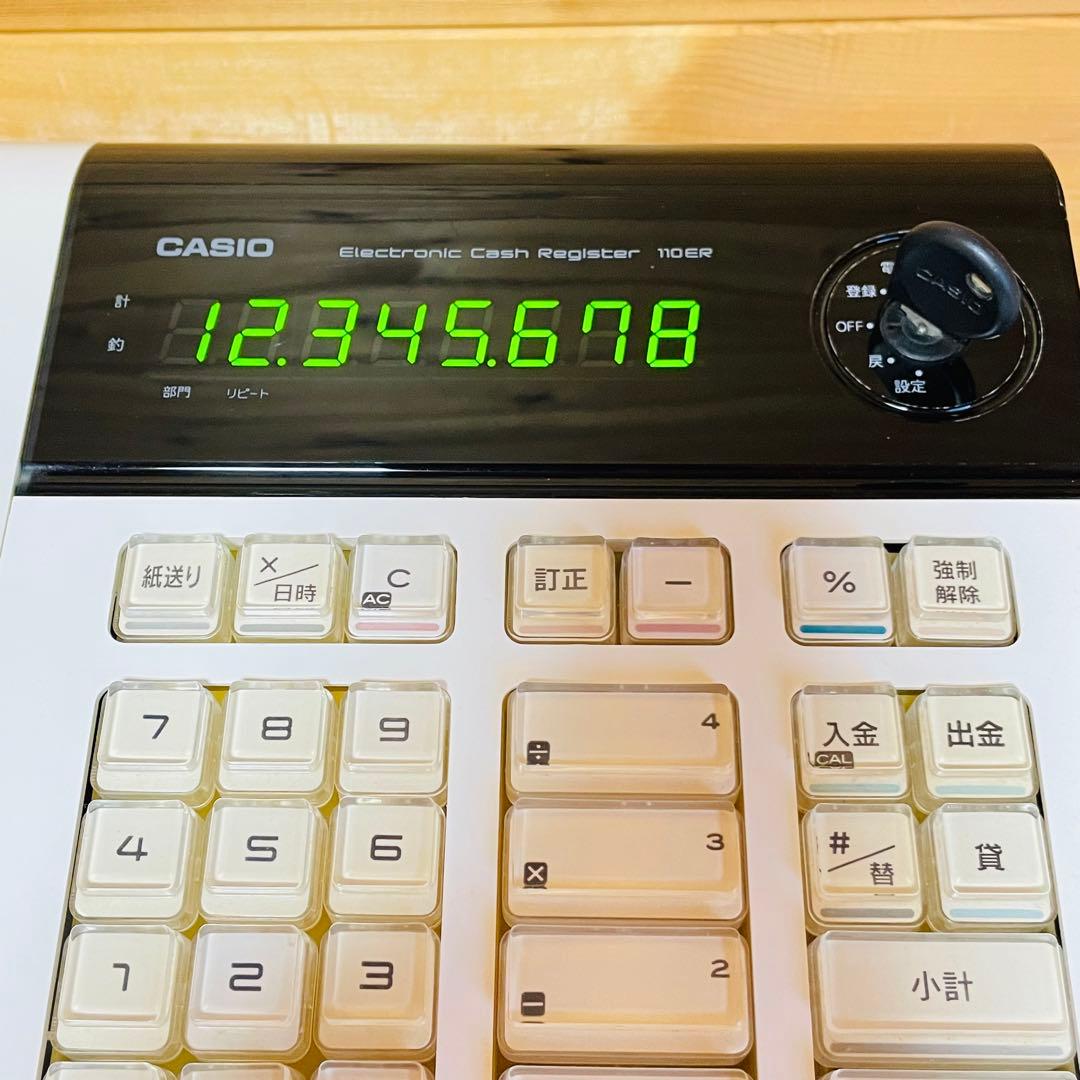 CASIO Electronic Cash Register 110ER
計
釣
12.345.678
部門 リピート
電
登録
OFF
戻
設定
CASIO
紙送り ×/日時 C AC 訂正 − % 強制解除
7 8 9 4 ÷ 入金 CAL 出金
4 5 6 3 × #/替 貸
1 2 3 2 − 小計